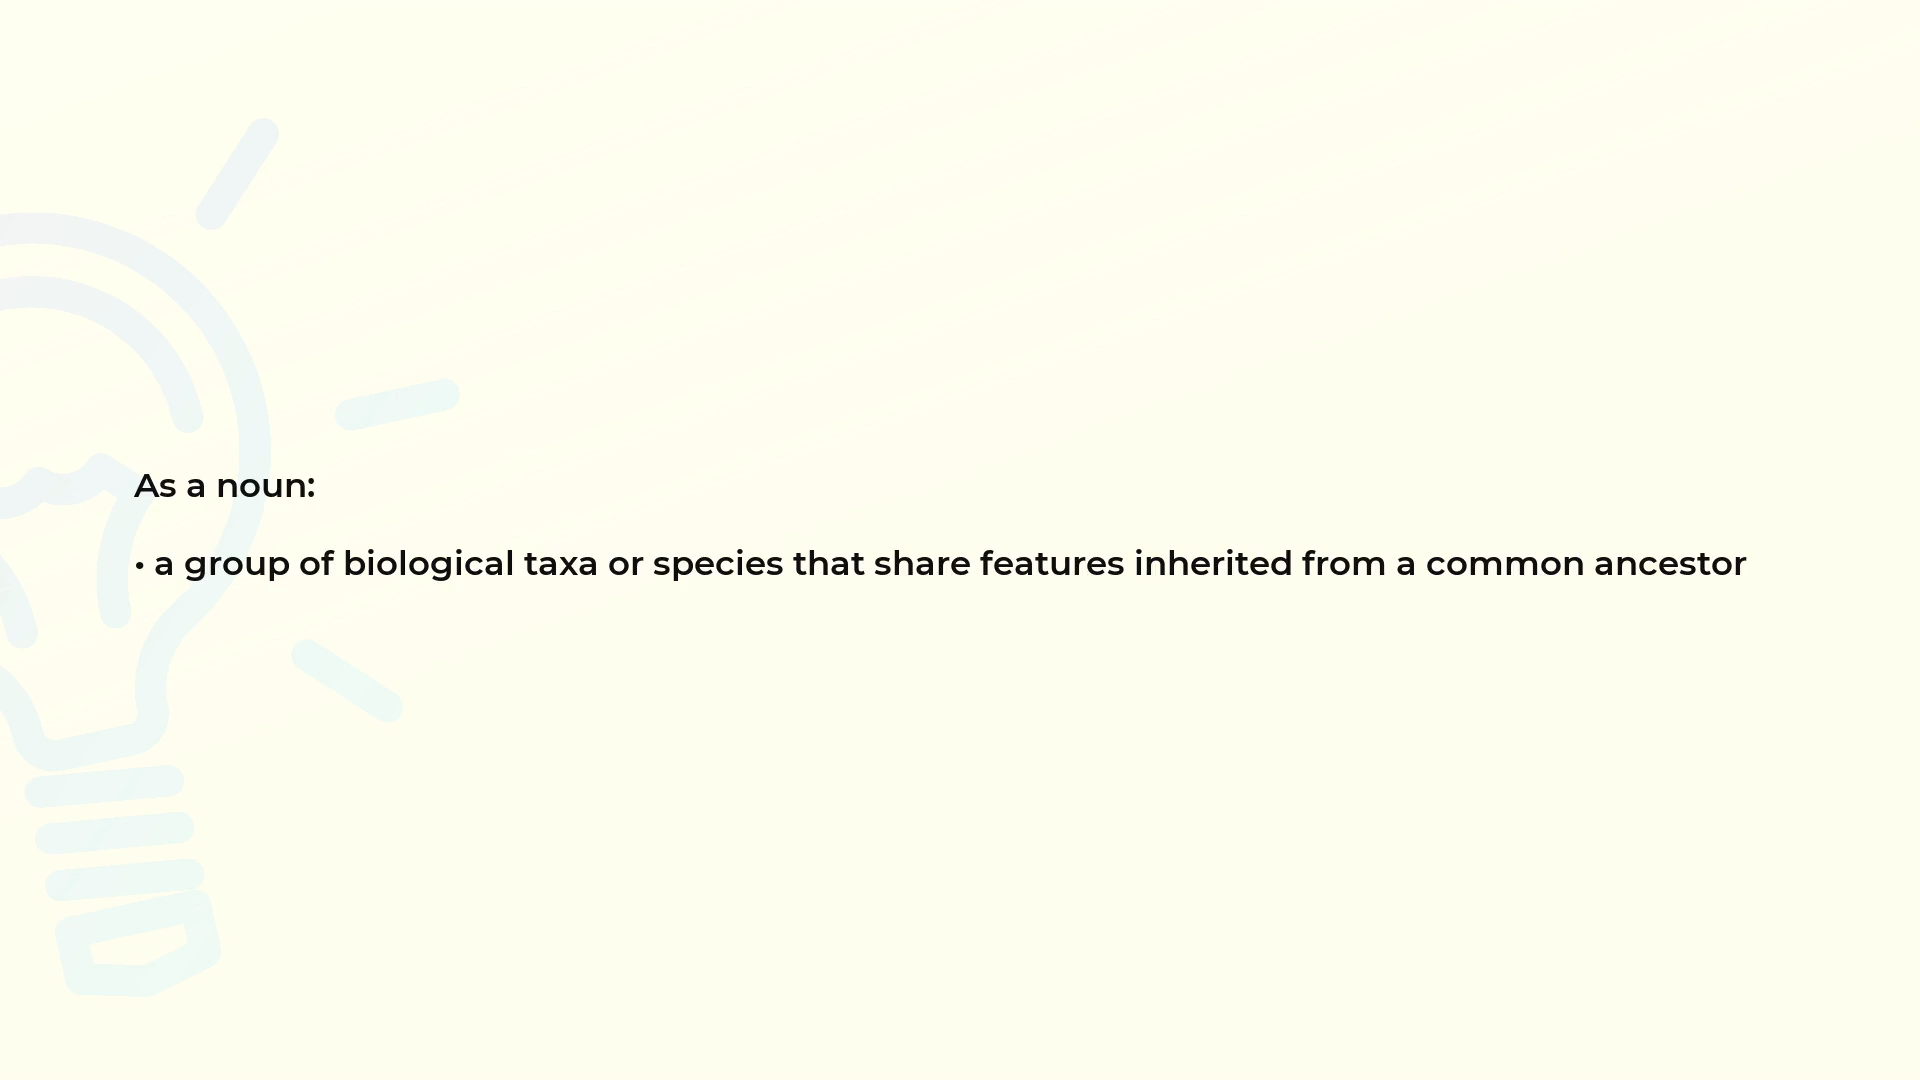 As a noun:
• a group of biological taxa or species that share features inherited from a common ancestor